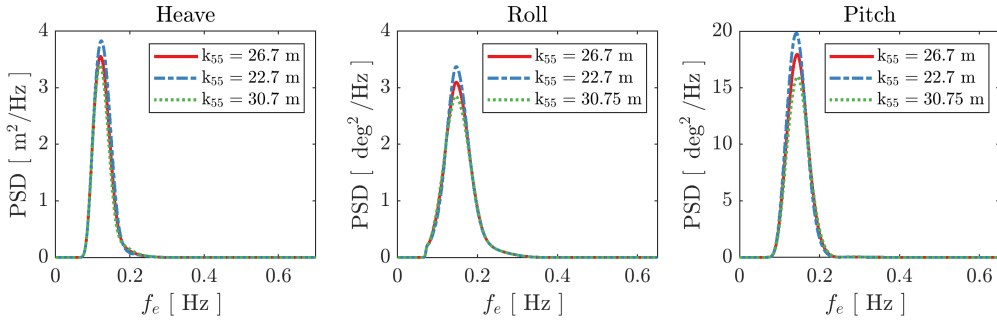 Heave
PSD [ m²/Hz]
4
3
2
1
0
k₅₅ = 26.7 m
k₅₅ = 22.7 m
k₅₅ = 30.7 m
0 0.2 0.4 0.6
fₑ [ Hz ]
Roll
PSD [ deg²/Hz]
4
3
2
1
0
k₅₅ = 26.7 m
k₅₅ = 22.7 m
k₅₅ = 30.75 m
0 0.2 0.4 0.6
fₑ [ Hz ]
Pitch
PSD [ deg²/Hz]
20
15
10
5
0
k₅₅ = 26.7 m
k₅₅ = 22.7 m
k₅₅ = 30.75 m
0 0.2 0.4 0.6
fₑ [ Hz ]